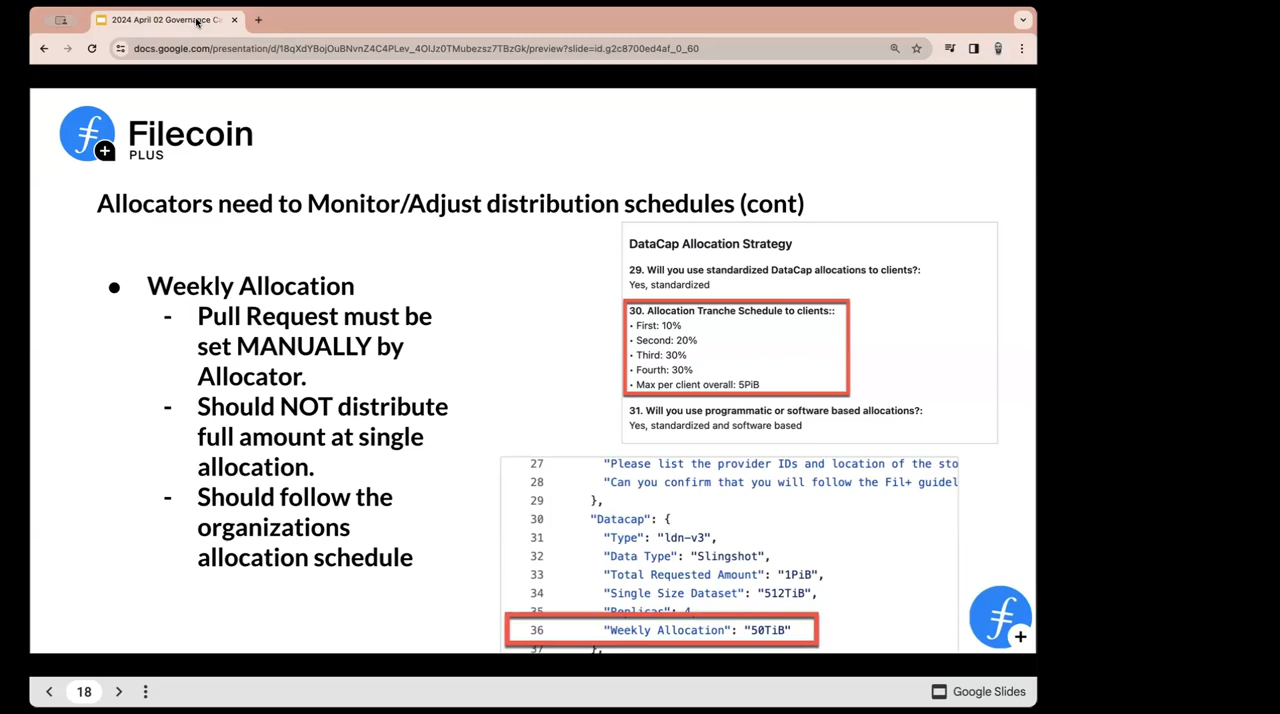 2024 April 02 Governance C
docs.google.com/presentation/d/18qXdYBojOuBNvnZ4C4PLev_4OIJz0TMubezsz7TBzGk/preview?slide=id.g2c8700ed4af_0_60
Filecoin
PLUS
Allocators need to Monitor/Adjust distribution schedules (cont)
● Weekly Allocation
- Pull Request must be
set MANUALLY by
Allocator.
- Should NOT distribute
full amount at single
allocation.
- Should follow the
organizations
allocation schedule
DataCap Allocation Strategy
29. Will you use standardized DataCap allocations to clients?:
Yes, standardized
30. Allocation Tranche Schedule to clients::
• First: 10%
• Second: 20%
• Third: 30%
• Fourth: 30%
• Max per client overall: 5PiB
31. Will you use programmatic or software based allocations?:
Yes, standardized and software based
27 "Please list the provider IDs and location of the sto
28 "Can you confirm that you will follow the Fil+ guidel
29 },
30 "Datacap": {
31 "Type": "ldn-v3",
32 "Data Type": "Slingshot",
33 "Total Requested Amount": "1PiB",
34 "Single Size Dataset": "512TiB",
35 "Replicas": 4,
36 "Weekly Allocation": "50TiB"
37 },
18
Google Slides